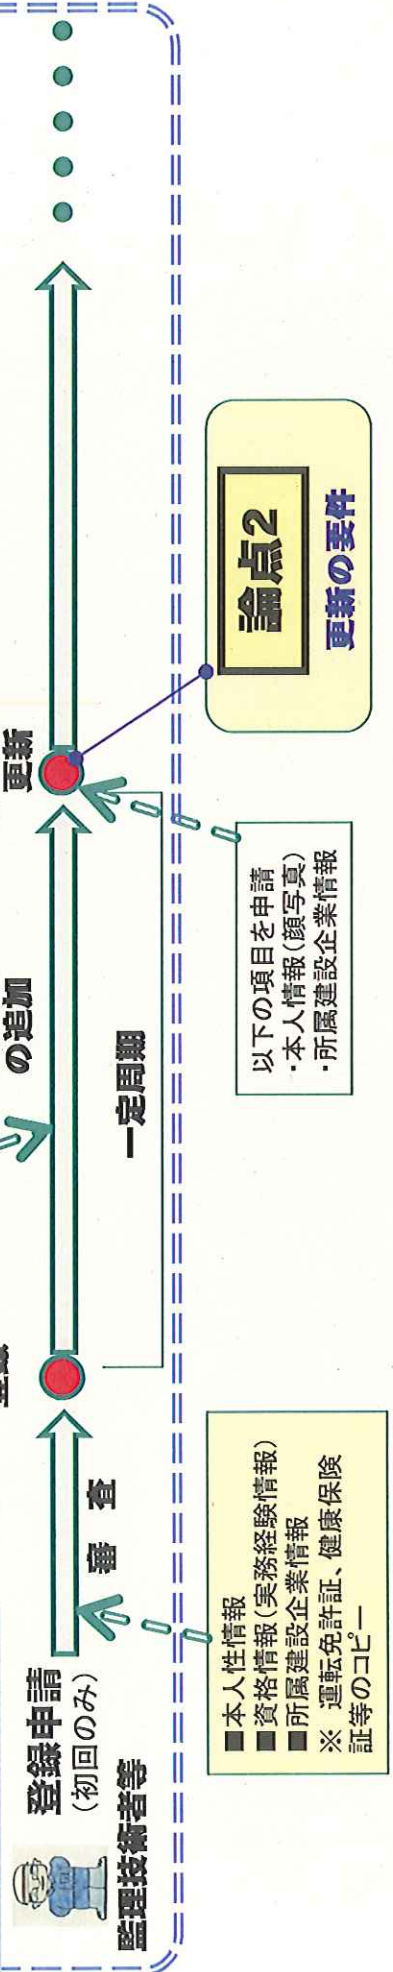 監理技術者等
登録申請
(初回のみ)
審 査
■本人性情報
■資格情報(実務経験情報)
■所属建設企業情報
※ 運転免許証、健康保険
証等のコピー
の追加
一定周期
更新
以下の項目を申請
・本人情報(顔写真)
・所属建設企業情報
論点2
更新の要件